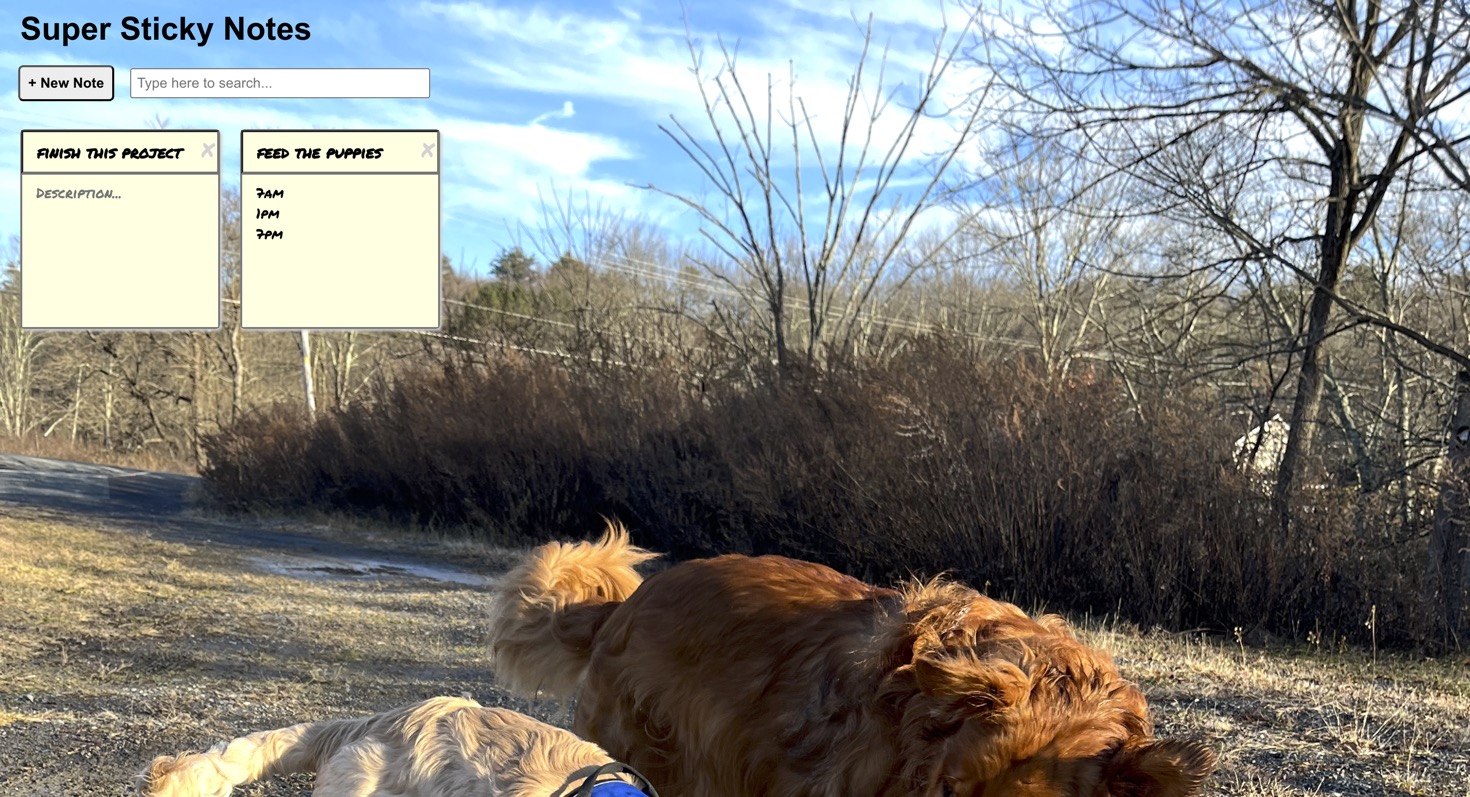 Super Sticky Notes
+ New Note
Type here to search...
FINISH THIS PROJECT
x
FEED THE PUPPIES
x
DESCRIPTION...
7AM
1PM
7PM